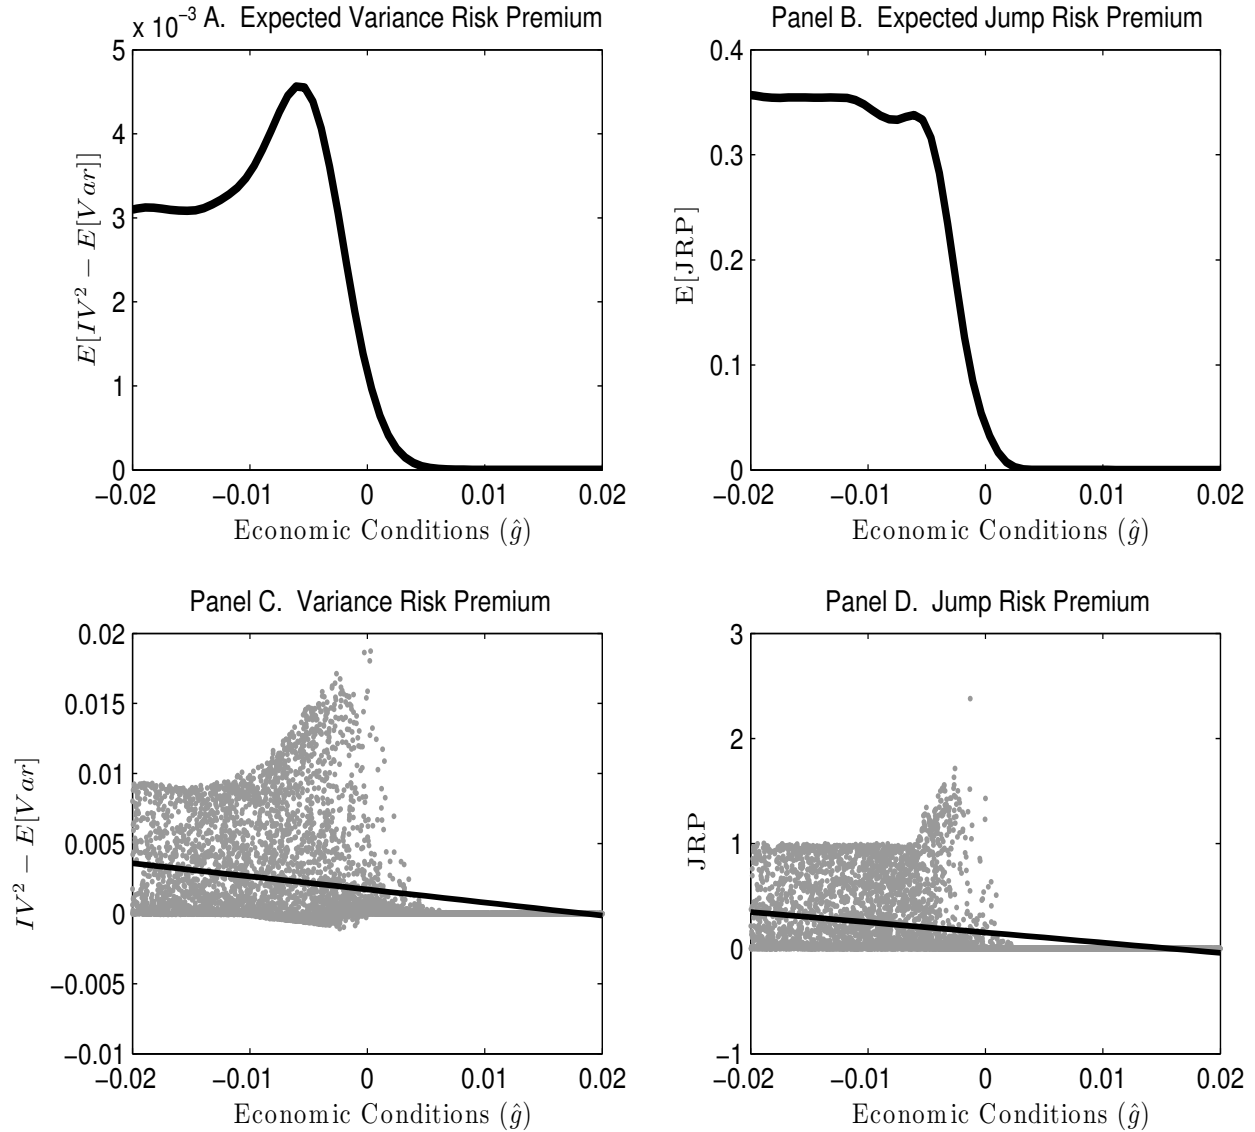 x 10⁻³ A. Expected Variance Risk Premium
5
4
3
2
1
0
E[IV² − E[Var]]
−0.02 −0.01 0 0.01 0.02
Economic Conditions (ĝ)
Panel B. Expected Jump Risk Premium
0.4
0.3
0.2
0.1
0
E[JRP]
−0.02 −0.01 0 0.01 0.02
Economic Conditions (ĝ)
Panel C. Variance Risk Premium
0.02
0.015
0.01
0.005
0
−0.005
−0.01
IV² − E[Var]
−0.02 −0.01 0 0.01 0.02
Economic Conditions (ĝ)
Panel D. Jump Risk Premium
3
2
1
0
−1
JRP
−0.02 −0.01 0 0.01 0.02
Economic Conditions (ĝ)